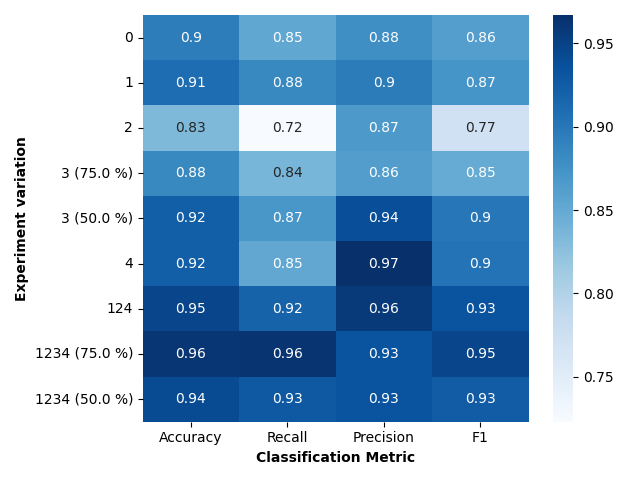 0 0.9 0.85 0.88 0.86
1 0.91 0.88 0.9 0.87
2 0.83 0.72 0.87 0.77
3 (75.0 %) 0.88 0.84 0.86 0.85
3 (50.0 %) 0.92 0.87 0.94 0.9
4 0.92 0.85 0.97 0.9
124 0.95 0.92 0.96 0.93
1234 (75.0 %) 0.96 0.96 0.93 0.95
1234 (50.0 %) 0.94 0.93 0.93 0.93
Accuracy Recall Precision F1
Classification Metric
Experiment variation
0.95
0.90
0.85
0.80
0.75